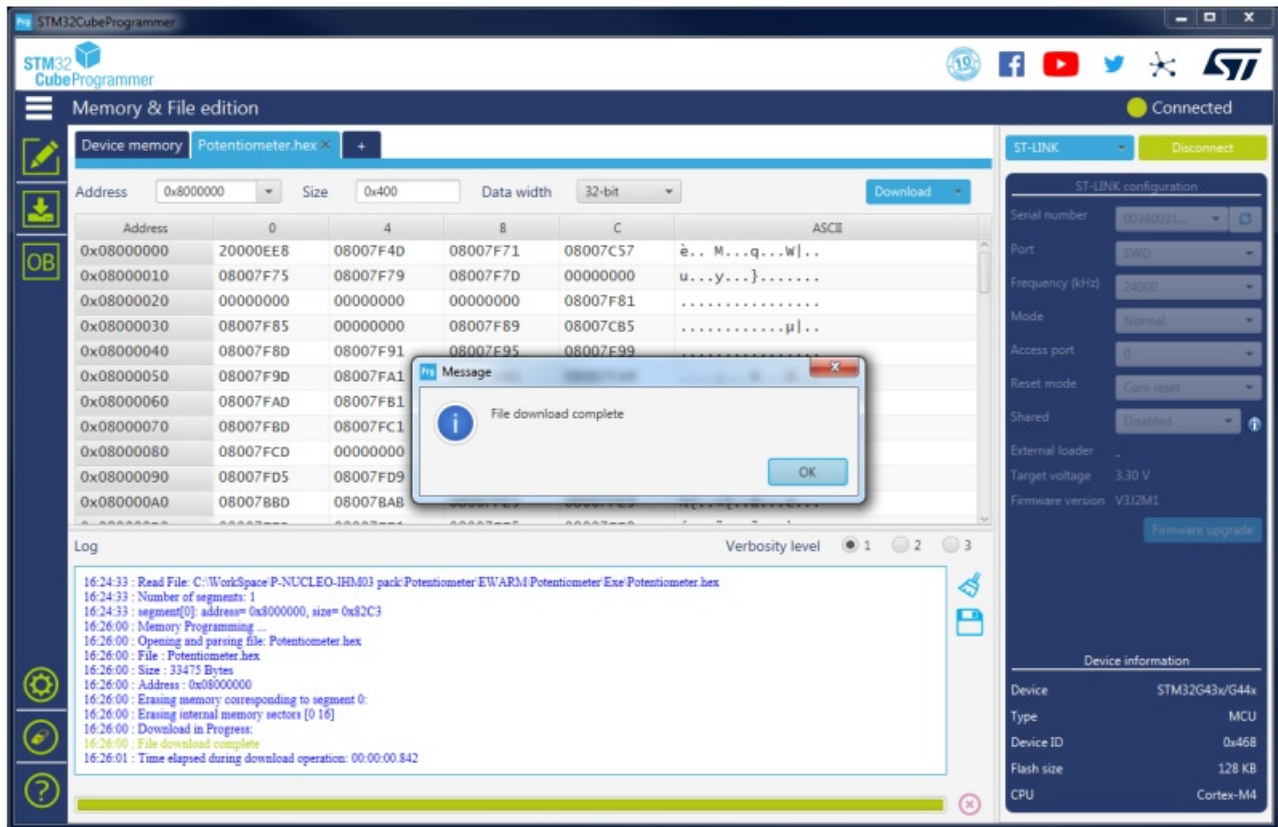 Prg STM32CubeProgrammer
STM32
CubeProgrammer
Memory & File edition
Connected
Device memory Potentiometer.hex × +
ST-LINK Disconnect
Address 0x8000000 Size 0x400 Data width 32-bit Download
Address 0 4 8 C ASCII
0x08000000 20000EE8 08007F4D 08007F71 08007C57 è.. M...q...W|..
0x08000010 08007F75 08007F79 08007F7D 00000000 u...y...}.......
0x08000020 00000000 00000000 00000000 08007F81 ................
0x08000030 08007F85 00000000 08007F89 08007CB5 ............µ|..
0x08000040 08007F8D 08007F91 08007F95 08007F99
0x08000050 08007F9D 08007FA1
0x08000060 08007FAD 08007FB1
0x08000070 08007FBD 08007FC1
0x08000080 08007FCD 00000000
0x08000090 08007FD5 08007FD9
0x080000A0 08007BBD 08007BAB
Prg Message
File download complete
OK
OB
Log Verbosity level 1 2 3
16:24:33 : Read File: C:\WorkSpace\P-NUCLEO-IHM03 pack\Potentiometer\EWARM\Potentiometer\Exe\Potentiometer.hex
16:24:33 : Number of segments: 1
16:24:33 : segment[0]: address= 0x8000000, size= 0x82C3
16:26:00 : Memory Programming ...
16:26:00 : Opening and parsing file: Potentiometer.hex
16:26:00 : File : Potentiometer.hex
16:26:00 : Size : 33475 Bytes
16:26:00 : Address : 0x08000000
16:26:00 : Erasing memory corresponding to segment 0:
16:26:00 : Erasing internal memory sectors [0 16]
16:26:00 : Download in Progress:
16:26:00 : File download complete
16:26:01 : Time elapsed during download operation: 00:00:00.842
ST-LINK configuration
Serial number 00380031...
Port SWD
Frequency (kHz) 24000
Mode Normal
Access port 0
Reset mode Core reset
Shared Disabled
External loader _
Target voltage 3.30 V
Firmware version V3J2M1
Firmware upgrade
Device information
Device STM32G43x/G44x
Type MCU
Device ID 0x468
Flash size 128 KB
CPU Cortex-M4